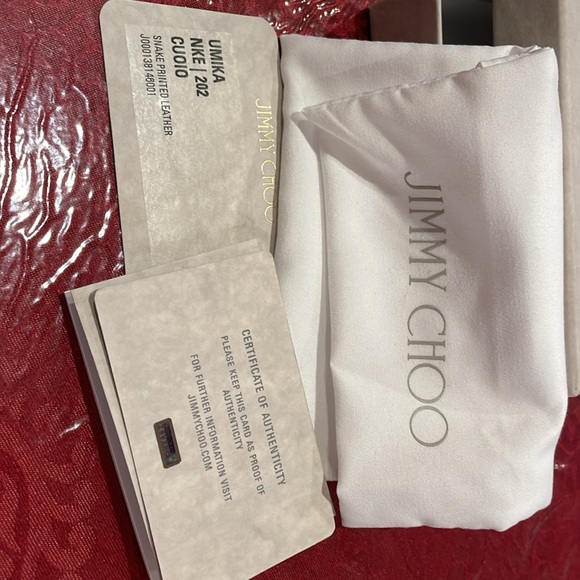 UMIKA
NKE | 202
CUOIO
SNAKE PRINTED LEATHER
J000138146001
JIMMY CHOO
JIMMY CHOO
CERTIFICATE OF AUTHENTICITY
PLEASE KEEP THIS CARD AS PROOF OF
AUTHENTICITY
FOR FURTHER INFORMATION VISIT
JIMMYCHOO.COM